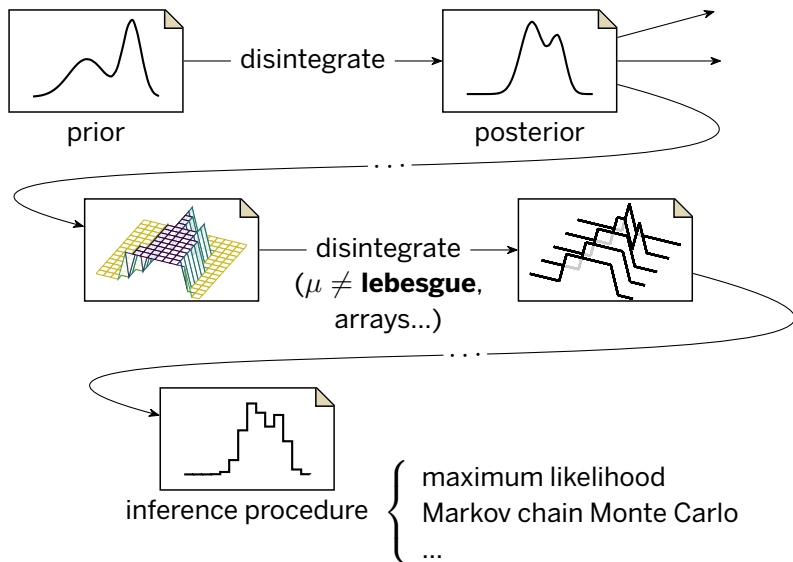 disintegrate
prior
posterior
...
disintegrate
(μ ≠ lebesgue,
arrays...)
...
inference procedure
maximum likelihood
Markov chain Monte Carlo
...